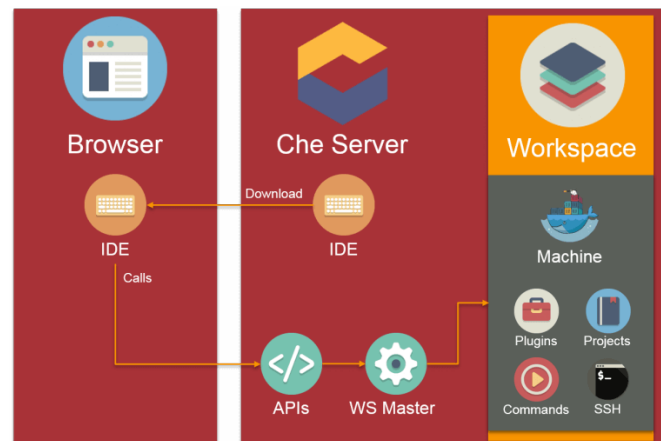 Browser
Che Server
Workspace
Download
IDE
IDE
Machine
Calls
Plugins
Projects
$_
APIs
WS Master
Commands
SSH